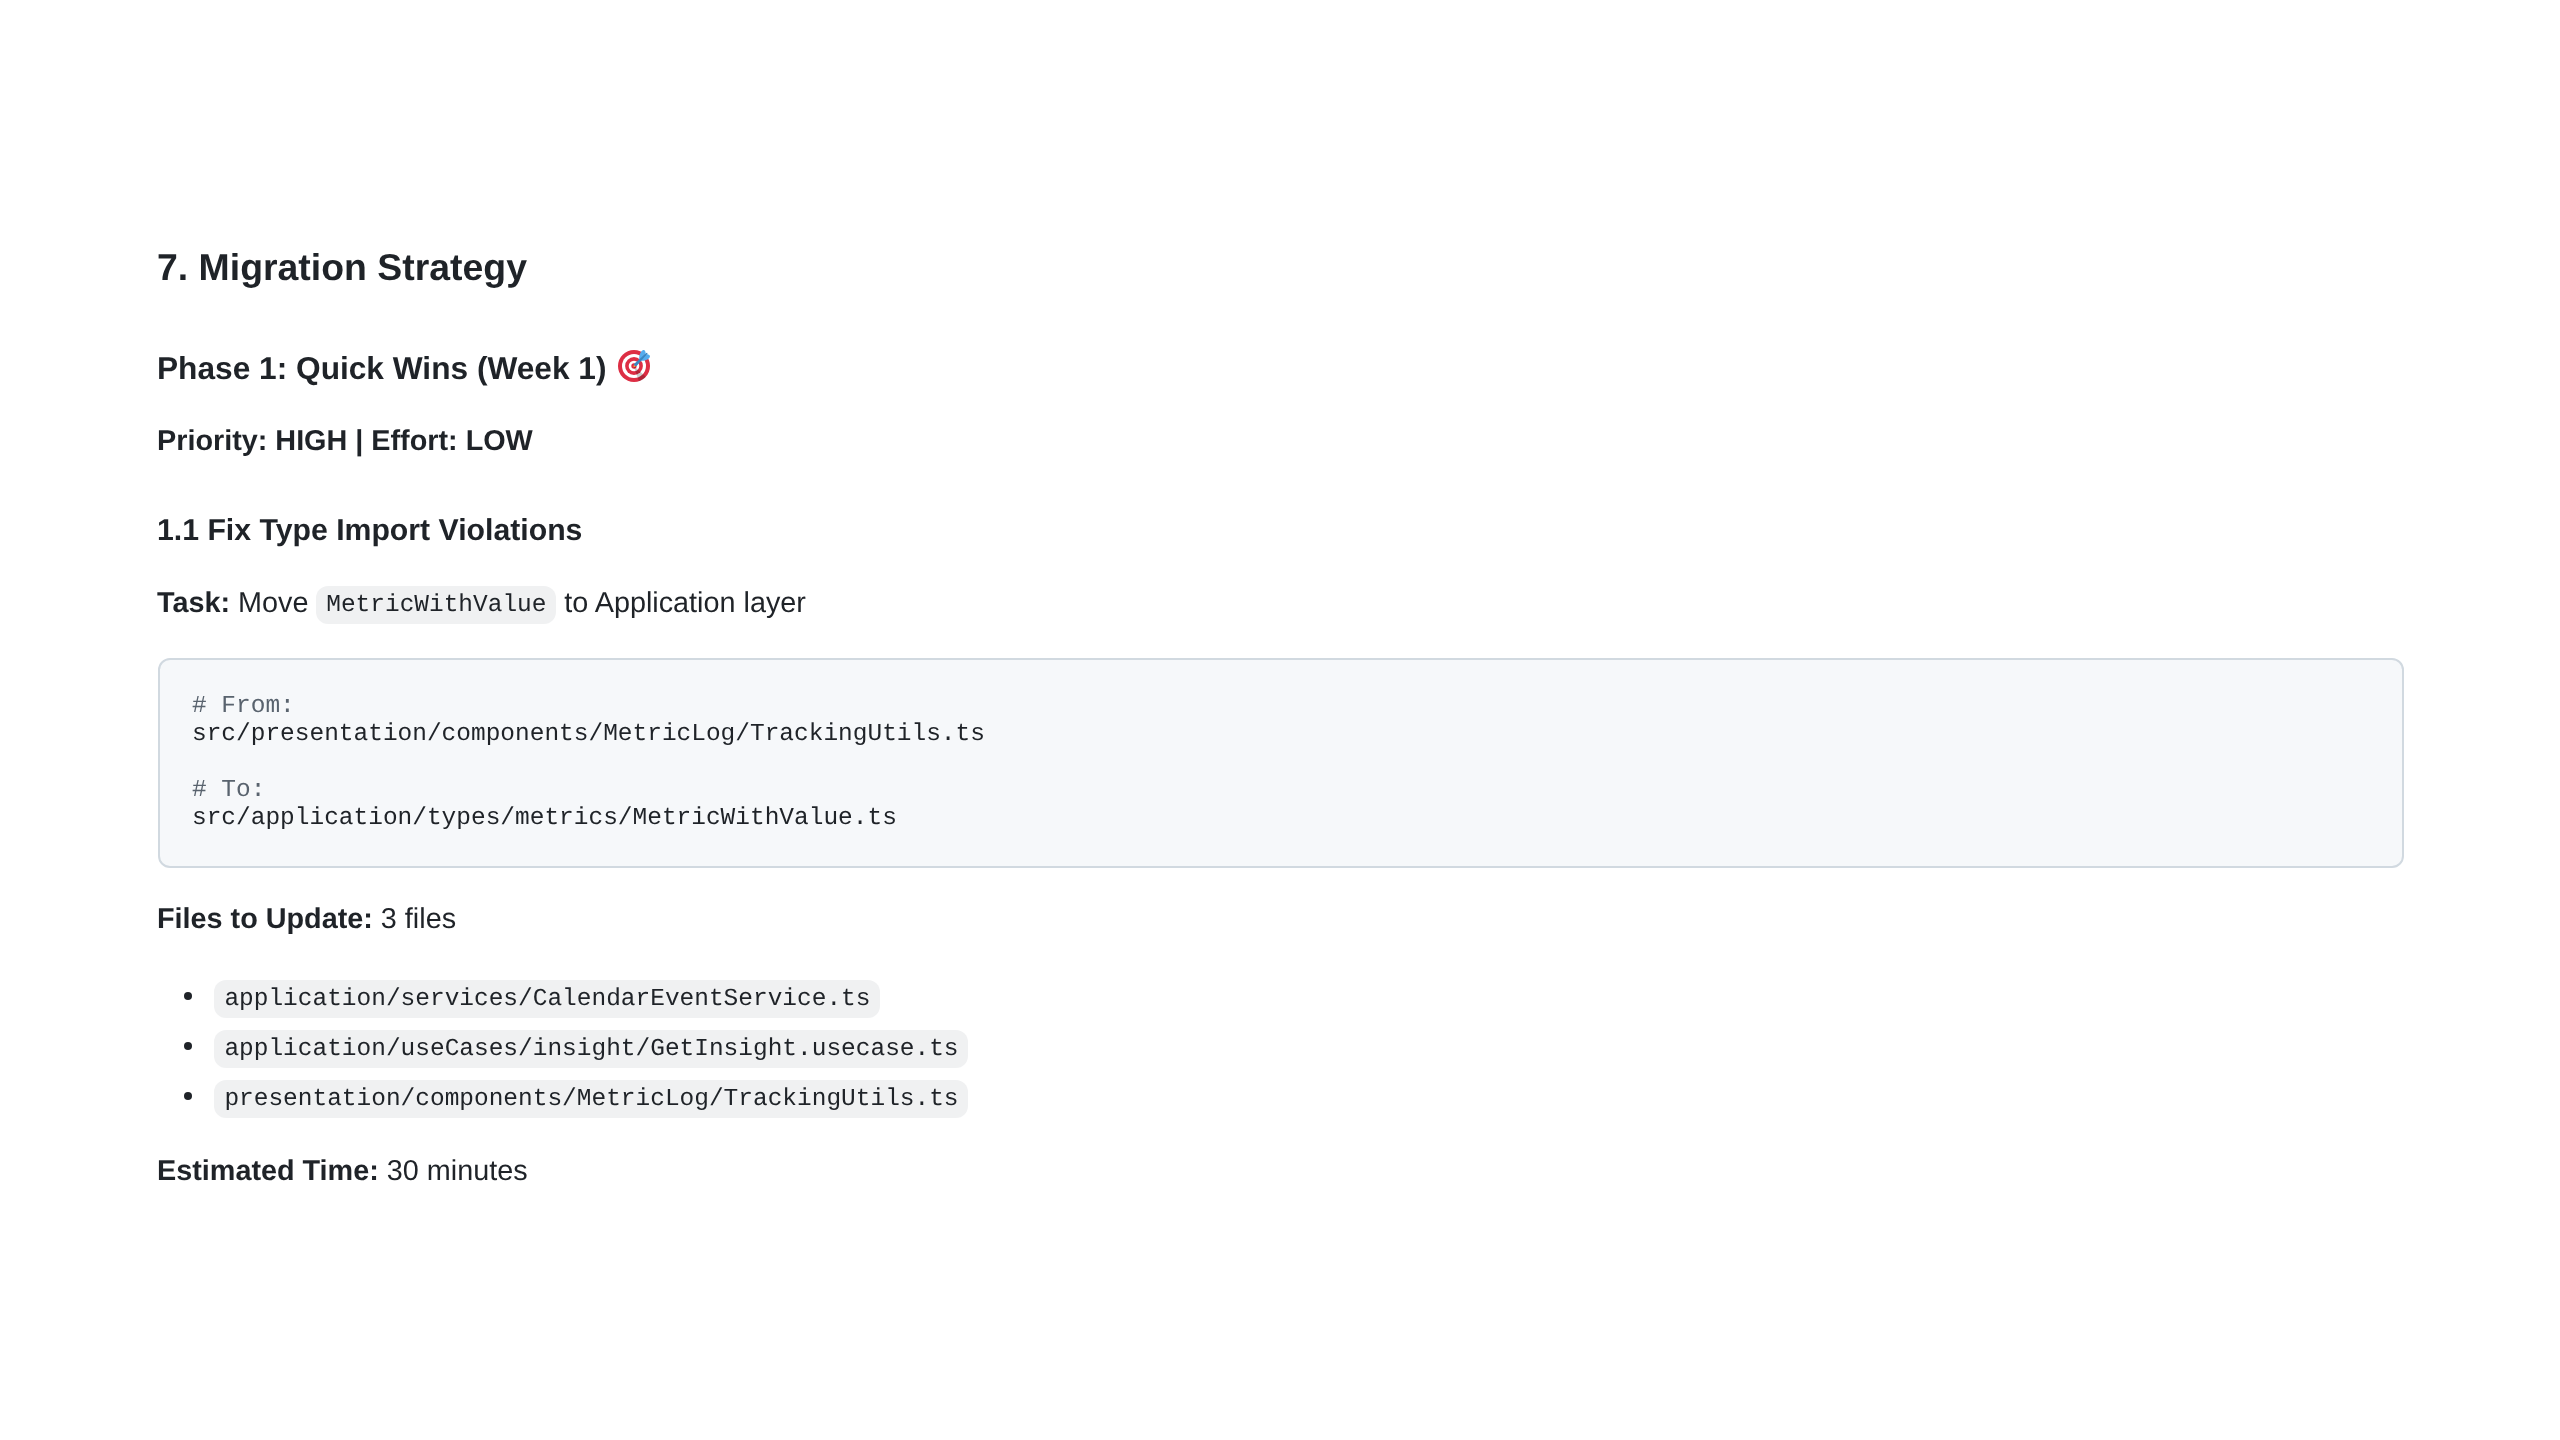 7. Migration Strategy
Phase 1: Quick Wins (Week 1) 🎯
Priority: HIGH | Effort: LOW
1.1 Fix Type Import Violations
Task: Move MetricWithValue to Application layer
# From:
src/presentation/components/MetricLog/TrackingUtils.ts
# To:
src/application/types/metrics/MetricWithValue.ts
Files to Update: 3 files
• application/services/CalendarEventService.ts
• application/useCases/insight/GetInsight.usecase.ts
• presentation/components/MetricLog/TrackingUtils.ts
Estimated Time: 30 minutes